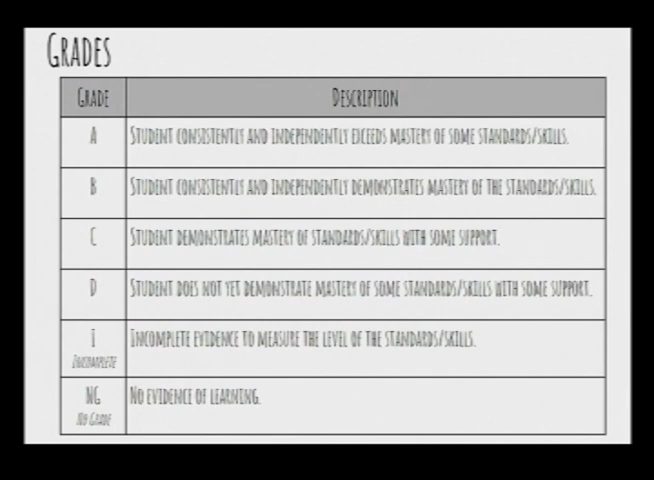 GRADES
GRADE DESCRIPTION
A STUDENT CONSISTENTLY AND INDEPENDENTLY EXCEEDS MASTERY OF SOME STANDARDS/SKILLS.
B STUDENT CONSISTENTLY AND INDEPENDENTLY DEMONSTRATES MASTERY OF THE STANDARDS/SKILLS.
C STUDENT DEMONSTRATES MASTERY OF STANDARDS/SKILLS WITH SOME SUPPORT.
D STUDENT DOES NOT YET DEMONSTRATE MASTERY OF SOME STANDARDS/SKILLS WITH SOME SUPPORT.
I INCOMPLETE EVIDENCE TO MEASURE THE LEVEL OF THE STANDARDS/SKILLS.
INCOMPLETE
NG NO EVIDENCE OF LEARNING.
NO GRADE